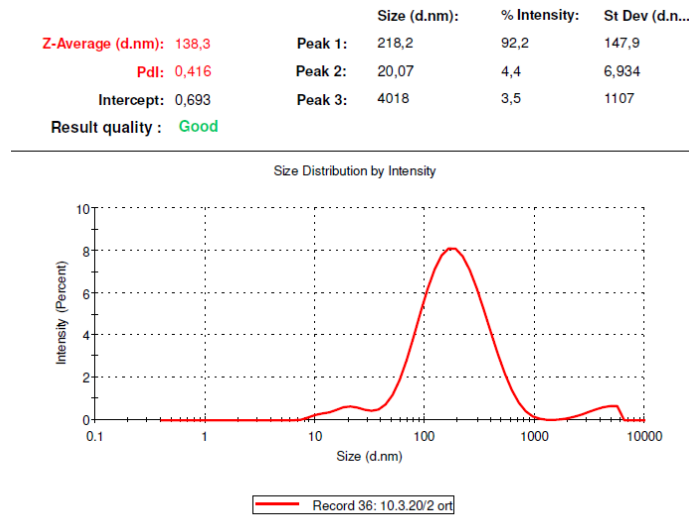 Size (d.nm): % Intensity: St Dev (d.n...
Z-Average (d.nm): 138,3 Peak 1: 218,2 92,2 147,9
PdI: 0,416 Peak 2: 20,07 4,4 6,934
Intercept: 0,693 Peak 3: 4018 3,5 1107
Result quality : Good
Size Distribution by Intensity
10
8
6
4
2
0
Intensity (Percent)
0.1 1 10 100 1000 10000
Size (d.nm)
Record 36: 10.3.20/2 ort